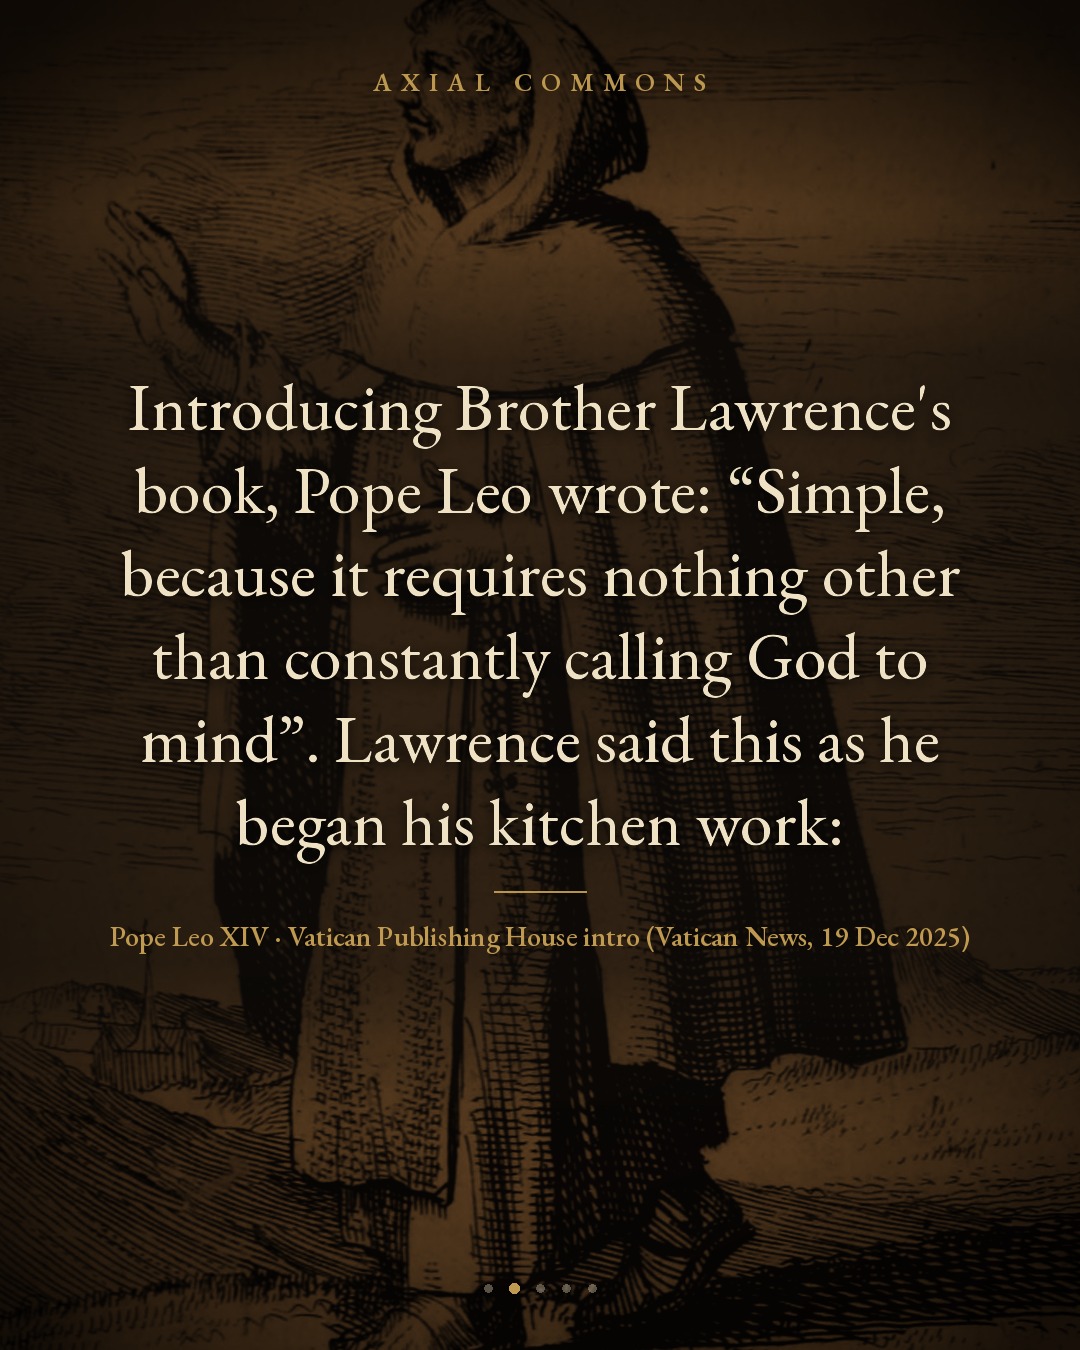 AXIAL COMMONS
Introducing Brother Lawrence's
book, Pope Leo wrote: “Simple,
because it requires nothing other
than constantly calling God to
mind”. Lawrence said this as he
began his kitchen work:
Pope Leo XIV · Vatican Publishing House intro (Vatican News, 19 Dec 2025)